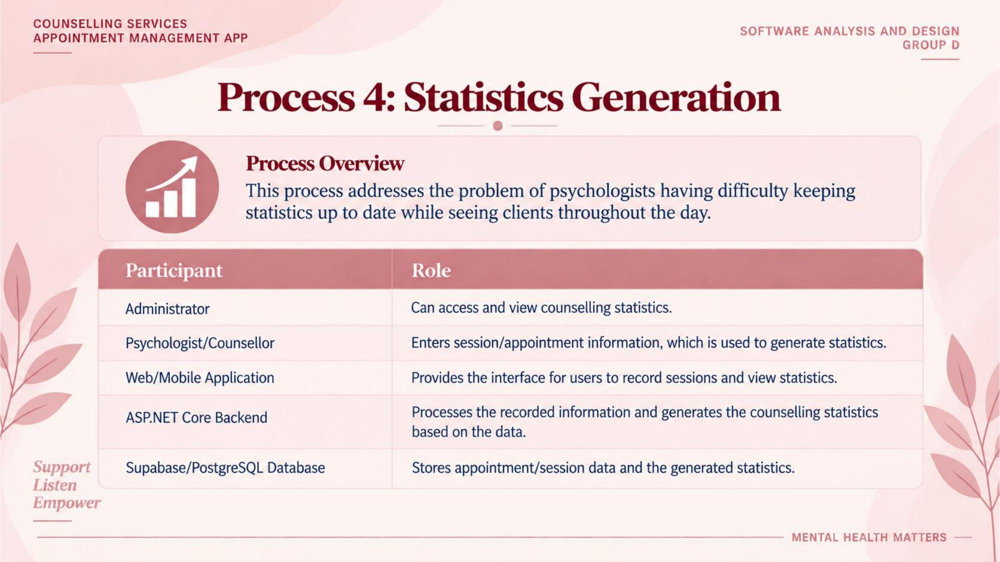 COUNSELLING SERVICES
APPOINTMENT MANAGEMENT APP
SOFTWARE ANALYSIS AND DESIGN
GROUP D
Process 4: Statistics Generation
Process Overview
This process addresses the problem of psychologists having difficulty keeping
statistics up to date while seeing clients throughout the day.
Participant
Role
Administrator
Can access and view counselling statistics.
Psychologist/Counsellor
Enters session/appointment information, which is used to generate statistics.
Web/Mobile Application
Provides the interface for users to record sessions and view statistics.
ASP.NET Core Backend
Processes the recorded information and generates the counselling statistics
based on the data.
Supabase/PostgreSQL Database
Stores appointment/session data and the generated statistics.
Support
Listen
Empower
MENTAL HEALTH MATTERS